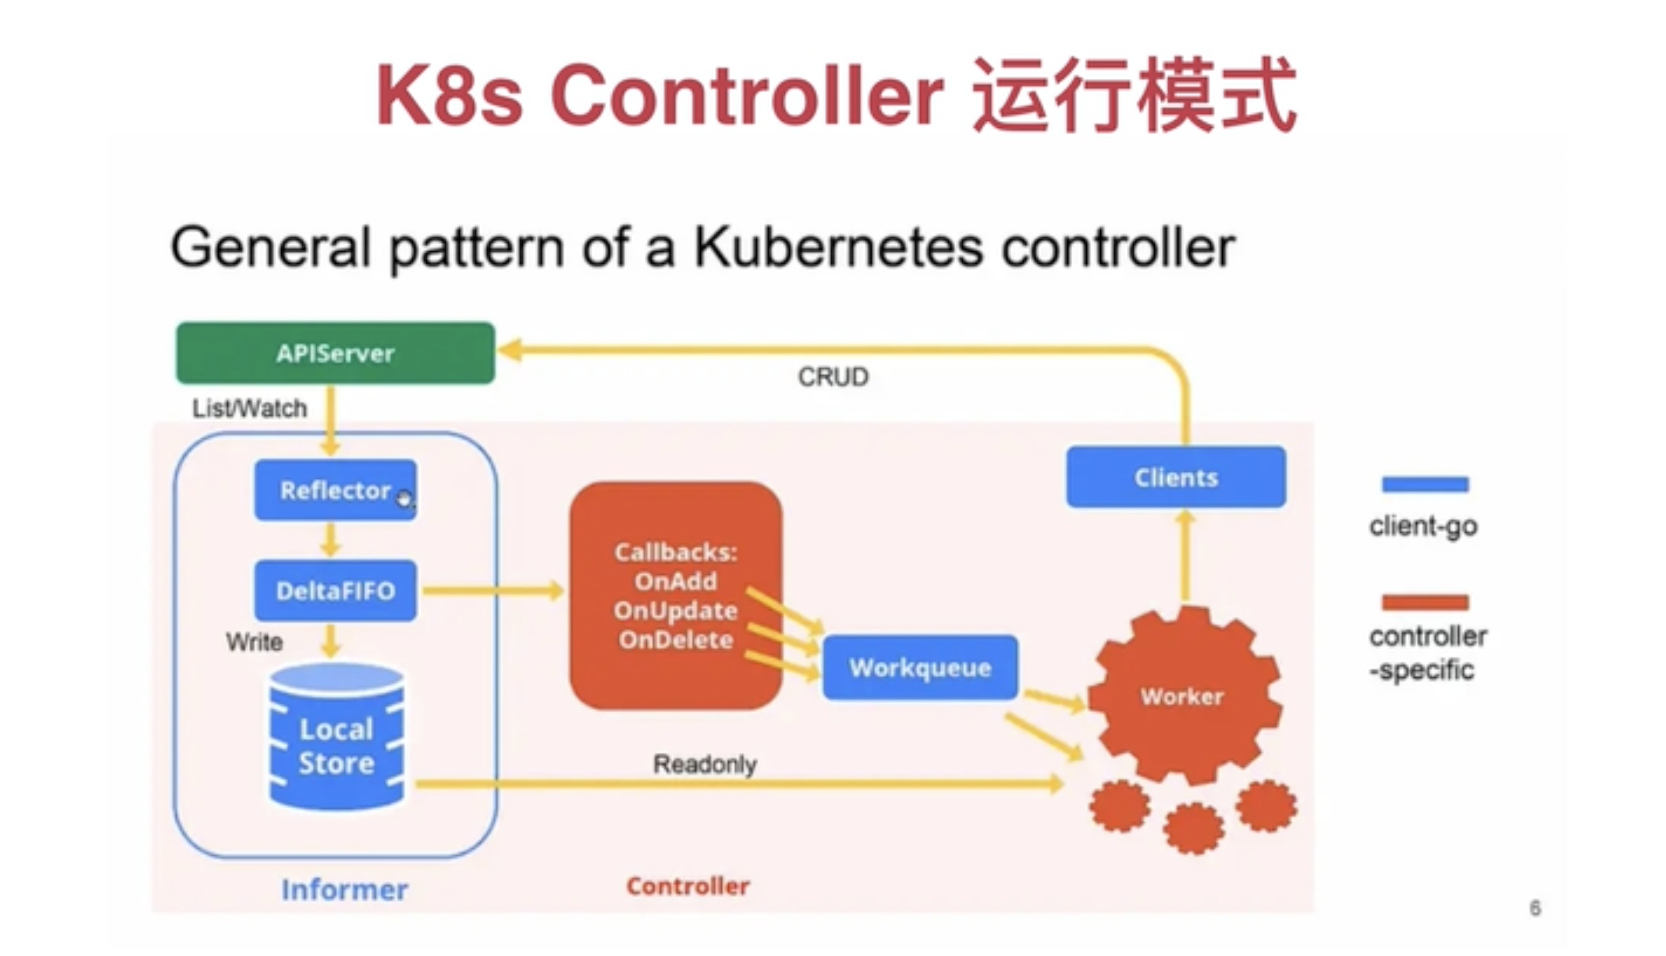 K8s Controller 运行模式
General pattern of a Kubernetes controller
APIServer
CRUD
List/Watch
Reflector
Clients
client-go
Callbacks:
OnAdd
OnUpdate
OnDelete
DeltaFIFO
Write
Workqueue
Worker
controller
-specific
Local
Store
Readonly
Informer
Controller
6